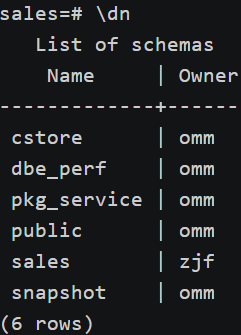 sales=# \dn
List of schemas
Name | Owner
-------------+------
cstore | omm
dbe_perf | omm
pkg_service | omm
public | omm
sales | zjf
snapshot | omm
(6 rows)